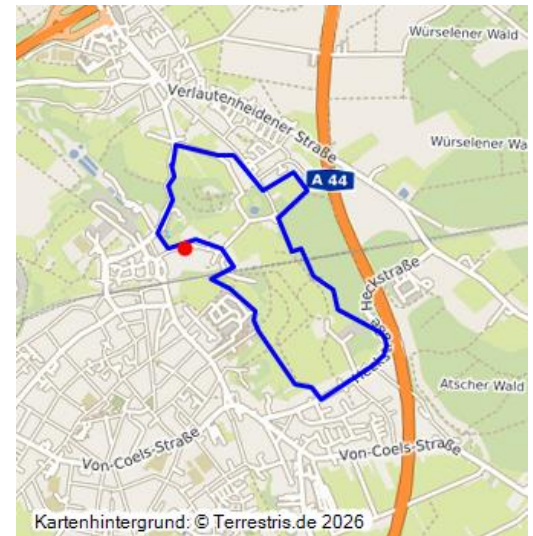 Würselener Wald
Verlautenheidener Straße
Würselener Wa
A 44
Heckstraße
Heckstraße
Atscher Wald
Von-Coels-Straße
Von-Coels-Straße
Kartenhintergrund: © Terrestris.de 2026